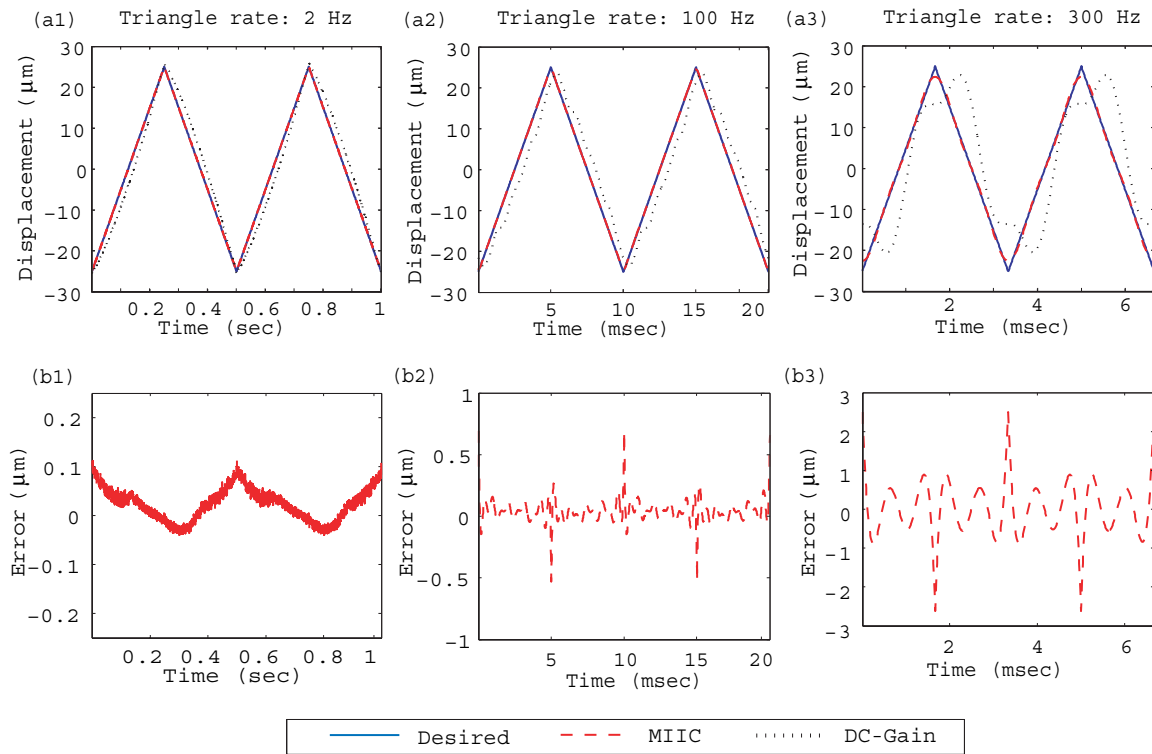 (a1) Triangle rate: 2 Hz
(a2) Triangle rate: 100 Hz
(a3) Triangle rate: 300 Hz
Displacement (μm)
30
20
10
0
−10
−20
−30
0.2 0.4 0.6 0.8 1
Time (sec)
Displacement (μm)
30
20
10
0
−10
−20
−30
5 10 15 20
Time (msec)
Displacement (μm)
30
20
10
0
−10
−20
−30
2 4 6
Time (msec)
(b1)
(b2)
(b3)
Error (μm)
0.2
0.1
0
−0.1
−0.2
0.2 0.4 0.6 0.8 1
Time (sec)
Error (μm)
1
0.5
0
−0.5
−1
5 10 15 20
Time (msec)
Error (μm)
3
2
1
0
−1
−2
−3
2 4 6
Time (msec)
Desired MIIC DC-Gain